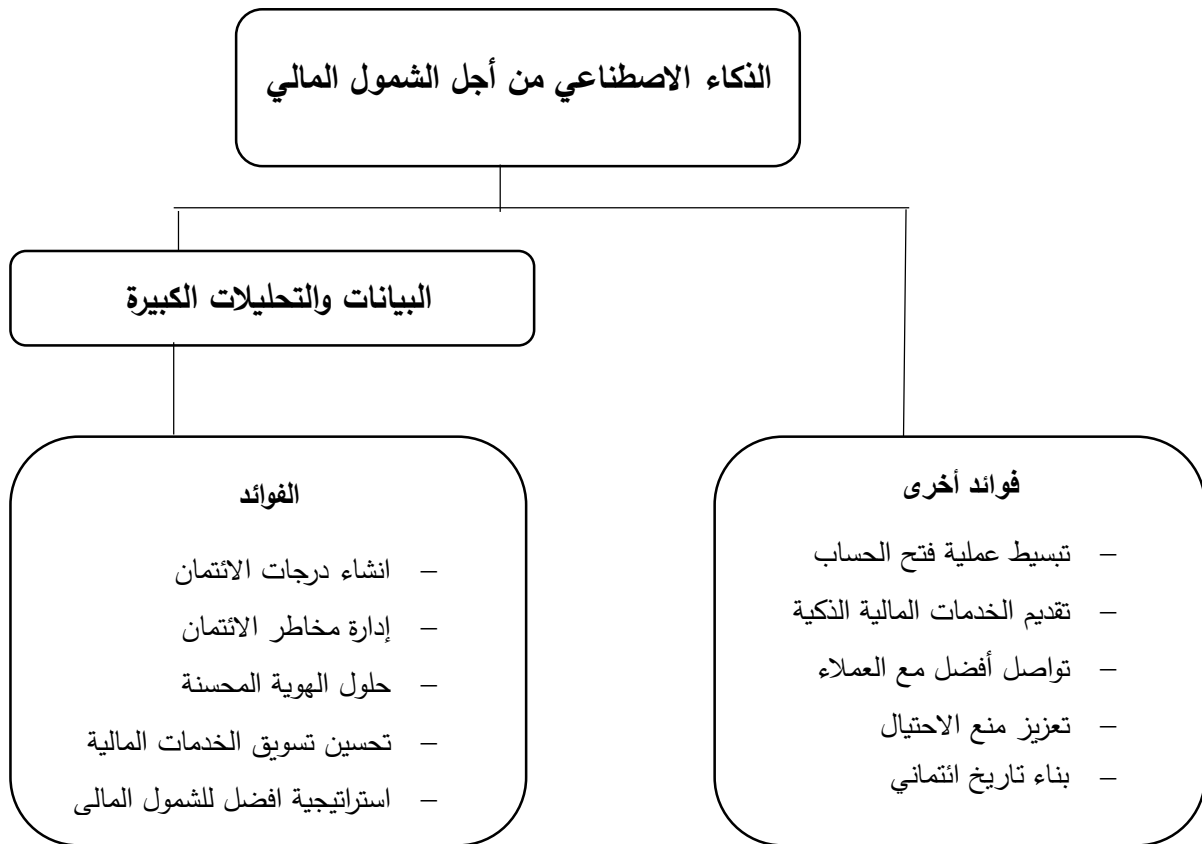 الذكاء الاصطناعي من أجل الشمول المالي
البيانات والتحليلات الكبيرة
فوائد أخرى
– تبسيط عملية فتح الحساب
– تقديم الخدمات المالية الذكية
– تواصل أفضل مع العملاء
– تعزيز منع الاحتيال
– بناء تاريخ ائتماني
الفوائد
– انشاء درجات الائتمان
– إدارة مخاطر الائتمان
– حلول الهوية المحسنة
– تحسين تسويق الخدمات المالية
– استراتيجية افضل للشمول المالي